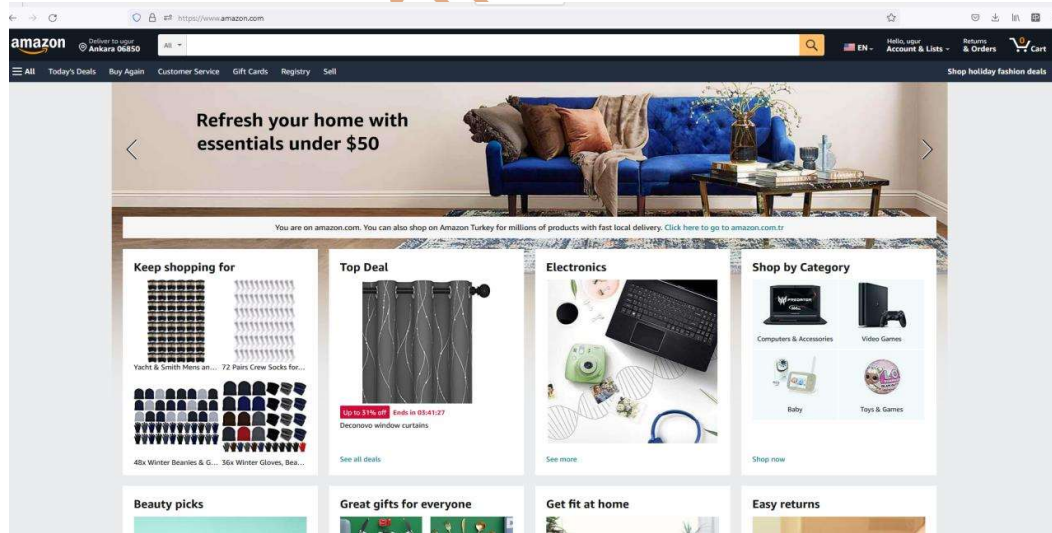 https://www.amazon.com
amazon
Deliver to ugur
Ankara 06850
All
EN
Hello, ugur
Account & Lists
Returns
& Orders
0
Cart
All Today's Deals Buy Again Customer Service Gift Cards Registry Sell
Shop holiday fashion deals
Refresh your home with
essentials under $50
You are on amazon.com. You can also shop on Amazon Turkey for millions of products with fast local delivery. Click here to go to amazon.com.tr
Keep shopping for
Yacht & Smith Mens an...
72 Pairs Crew Socks for...
48x Winter Beanies & G...
36x Winter Gloves, Bea...
Top Deal
Up to 31% off Ends in 03:41:27
Deconovo window curtains
See all deals
Electronics
See more
Shop by Category
PREDATOR
Computers & Accessories
Video Games
Baby
Toys & Games
Shop now
Beauty picks
Great gifts for everyone
Get fit at home
Easy returns